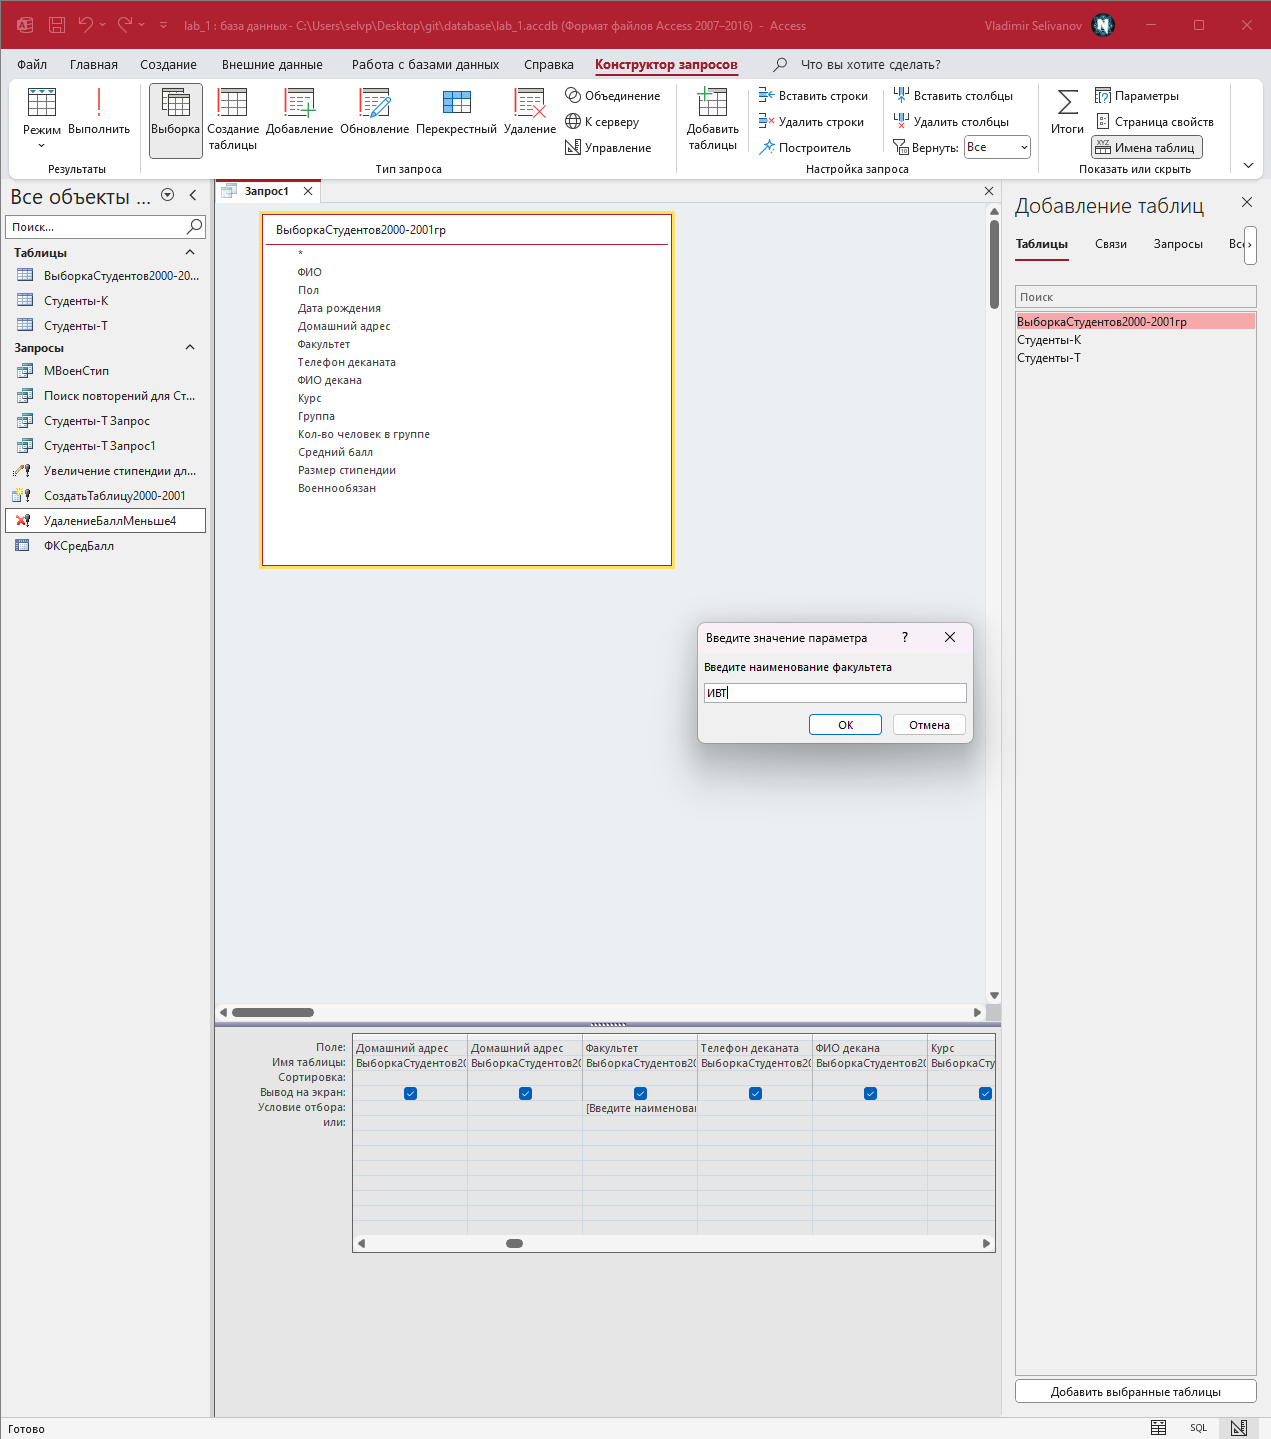 lab_1 : база данных- C:\Users\selvp\Desktop\git\database\lab_1.accdb (Формат файлов Access 2007–2016) - Access
Vladimir Selivanov
Файл Главная Создание Внешние данные Работа с базами данных Справка Конструктор запросов Что вы хотите сделать?
Режим
Выполнить
Результаты
Выборка
Создание таблицы
Добавление
Обновление
Перекрестный
Удаление
Объединение
К серверу
Управление
Тип запроса
Добавить таблицы
Вставить строки
Удалить строки
Построитель
Вставить столбцы
Удалить столбцы
Вернуть: Все
Настройка запроса
Итоги
Параметры
Страница свойств
Имена таблиц
Показать или скрыть
Все объекты ...
Поиск...
Таблицы
ВыборкаСтудентов2000-20...
Студенты-К
Студенты-Т
Запросы
МВоенСтип
Поиск повторений для Ст...
Студенты-Т Запрос
Студенты-Т Запрос1
Увеличение стипендии дл...
СоздатьТаблицу2000-2001
УдалениеБаллМеньше4
ФКСредБалл
Запрос1
ВыборкаСтудентов2000-2001гр
*
ФИО
Пол
Дата рождения
Домашний адрес
Факультет
Телефон деканата
ФИО декана
Курс
Группа
Кол-во человек в группе
Средний балл
Размер стипендии
Военнообязан
Введите значение параметра ?
Введите наименование факультета
ИВТ
ОК Отмена
Поле: Домашний адрес Домашний адрес Факультет Телефон деканата ФИО декана Курс
Имя таблицы: ВыборкаСтудентов20 ВыборкаСтудентов20 ВыборкаСтудентов20 ВыборкаСтудентов20 ВыборкаСтудентов20 ВыборкаСту
Сортировка:
Вывод на экран:
Условие отбора: [Введите наименован
или:
Добавление таблиц
Таблицы Связи Запросы Все
Поиск
ВыборкаСтудентов2000-2001гр
Студенты-К
Студенты-Т
Добавить выбранные таблицы
Готово
SQL